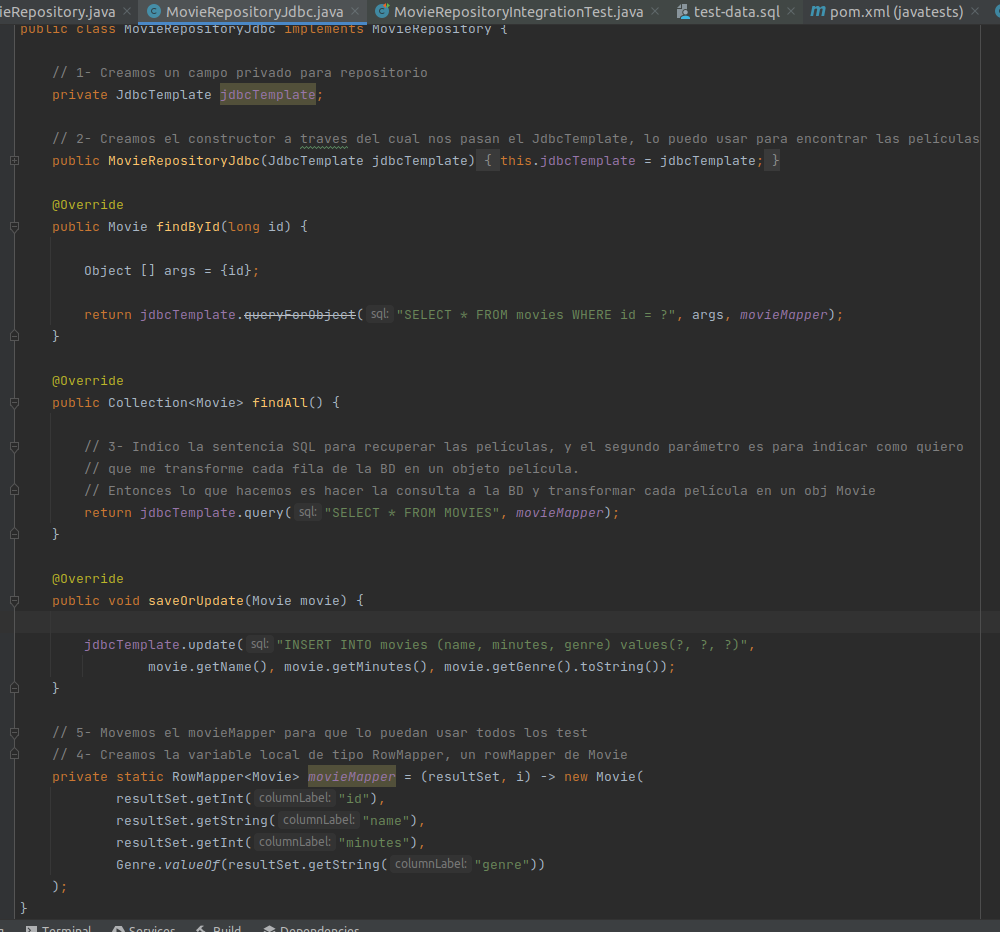 ieRepository.java × MovieRepositoryJdbc.java × MovieRepositoryIntegrationTest.java × test-data.sql × pom.xml (javatests) ×
public class MovieRepositoryJdbc implements MovieRepository {
// 1- Creamos un campo privado para repositorio
private JdbcTemplate jdbcTemplate;
// 2- Creamos el constructor a traves del cual nos pasan el JdbcTemplate, lo puedo usar para encontrar las películas
public MovieRepositoryJdbc(JdbcTemplate jdbcTemplate) { this.jdbcTemplate = jdbcTemplate; }
@Override
public Movie findById(long id) {
Object [] args = {id};
return jdbcTemplate.queryForObject( sql: "SELECT * FROM movies WHERE id = ?", args, movieMapper);
}
@Override
public Collection<Movie> findAll() {
// 3- Indico la sentencia SQL para recuperar las películas, y el segundo parámetro es para indicar como quiero
// que me transforme cada fila de la BD en un objeto película.
// Entonces lo que hacemos es hacer la consulta a la BD y transformar cada película en un obj Movie
return jdbcTemplate.query( sql: "SELECT * FROM MOVIES", movieMapper);
}
@Override
public void saveOrUpdate(Movie movie) {
jdbcTemplate.update( sql: "INSERT INTO movies (name, minutes, genre) values(?, ?, ?)",
movie.getName(), movie.getMinutes(), movie.getGenre().toString());
}
// 5- Movemos el movieMapper para que lo puedan usar todos los test
// 4- Creamos la variable local de tipo RowMapper, un rowMapper de Movie
private static RowMapper<Movie> movieMapper = (resultSet, i) -> new Movie(
resultSet.getInt( columnLabel: "id"),
resultSet.getString( columnLabel: "name"),
resultSet.getInt( columnLabel: "minutes"),
Genre.valueOf(resultSet.getString( columnLabel: "genre"))
);
}
Terminal Services Build Dependencies